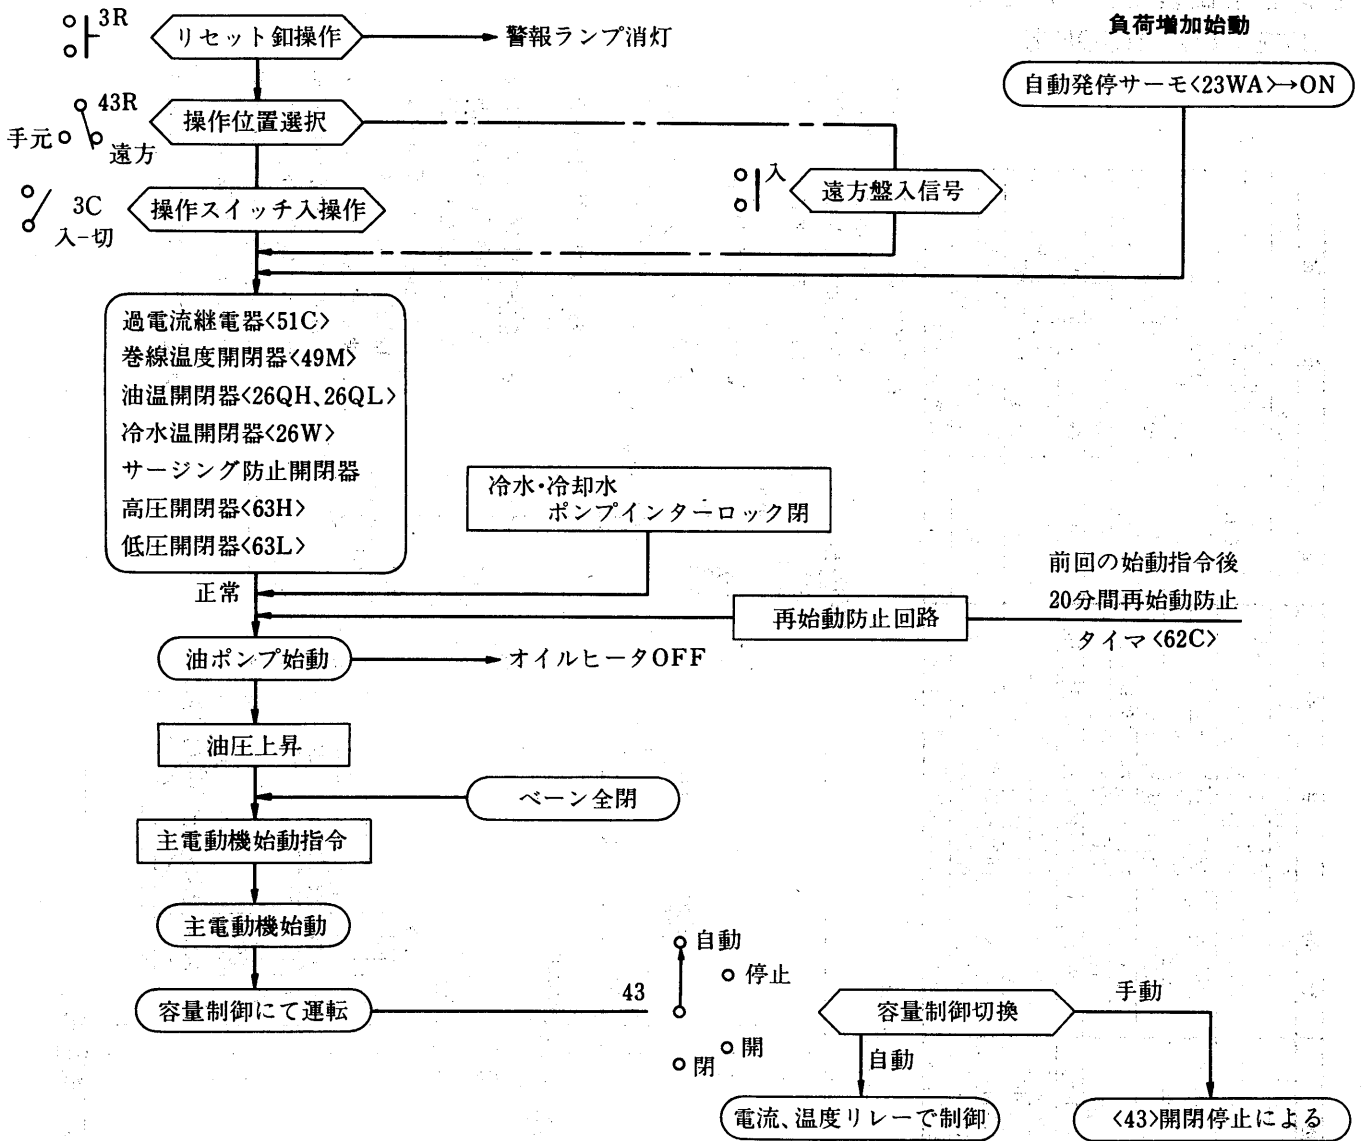 3R
リセット釦操作
警報ランプ消灯
負荷増加始動
自動発停サーモ<23WA>→ON
43R
手元
遠方
操作位置選択
入
遠方盤入信号
3C
入-切
操作スイッチ入操作
過電流継電器<51C>
巻線温度開閉器<49M>
油温開閉器<26QH、26QL>
冷水温開閉器<26W>
サージング防止開閉器
高圧開閉器<63H>
低圧開閉器<63L>
正常
冷水・冷却水
ポンプインターロック閉
再始動防止回路
前回の始動指令後
20分間再始動防止
タイマ<62C>
油ポンプ始動
オイルヒータOFF
油圧上昇
ベーン全閉
主電動機始動指令
主電動機始動
容量制御にて運転
43
自動
停止
開
閉
容量制御切換
手動
自動
電流、温度リレーで制御
<43>開閉停止による